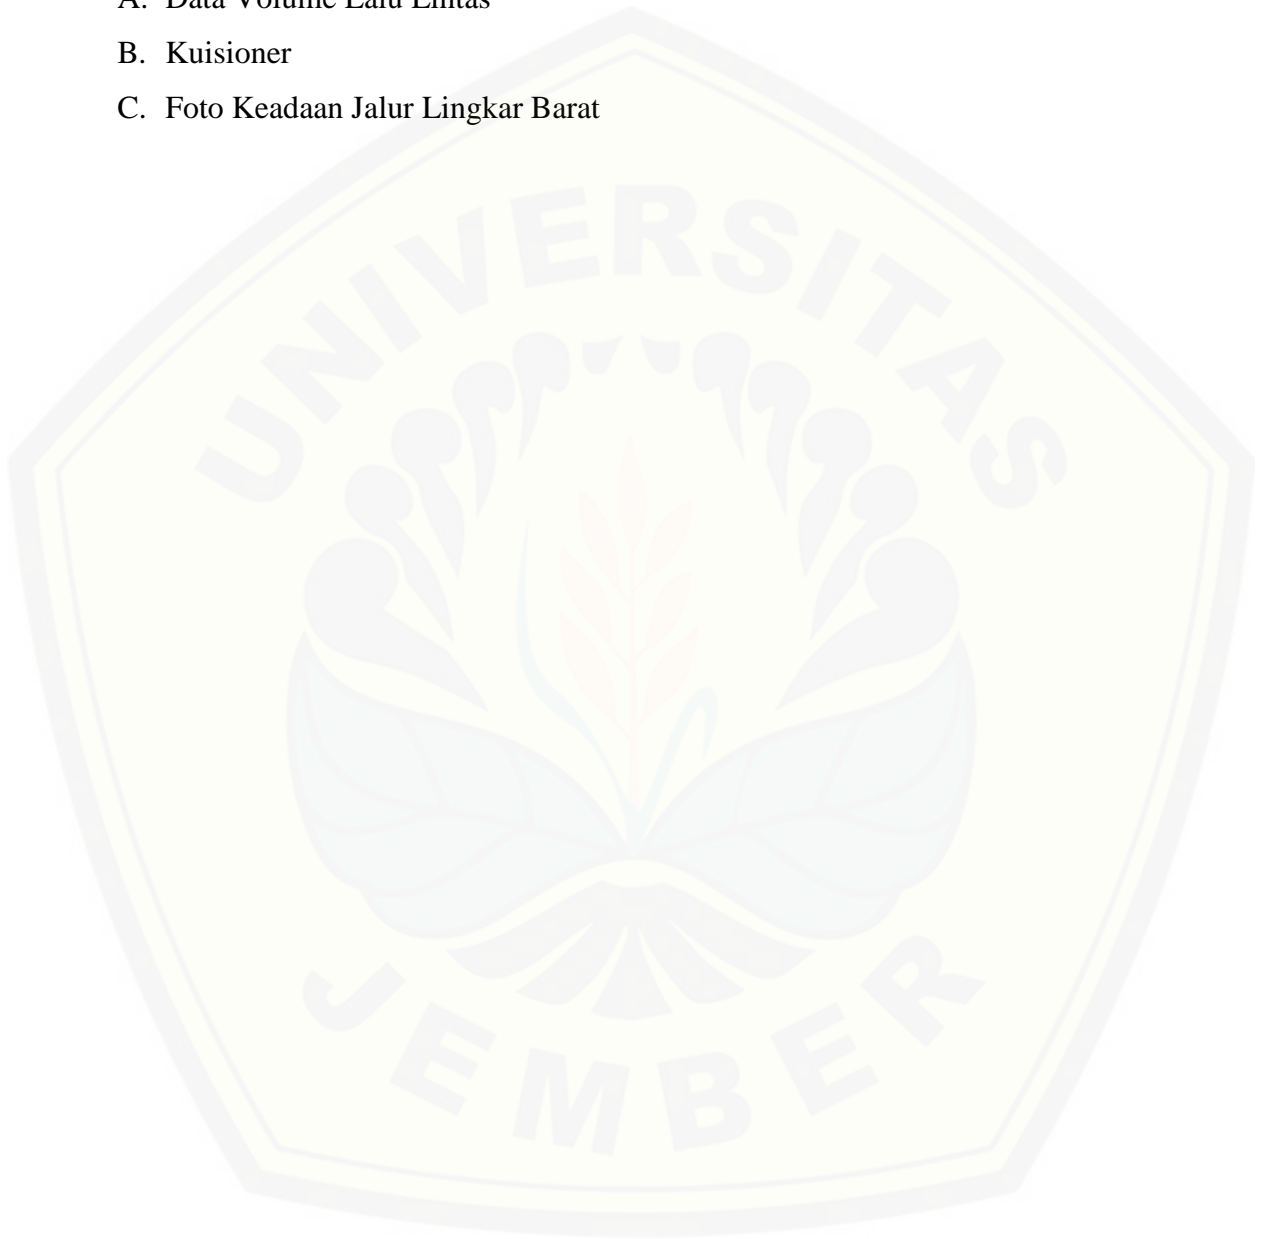 A. Data Volume Lalu Lintas
B. Kuisioner
C. Foto Keadaan Jalur Lingkar Barat
UNIVERSITAS
JEMBER